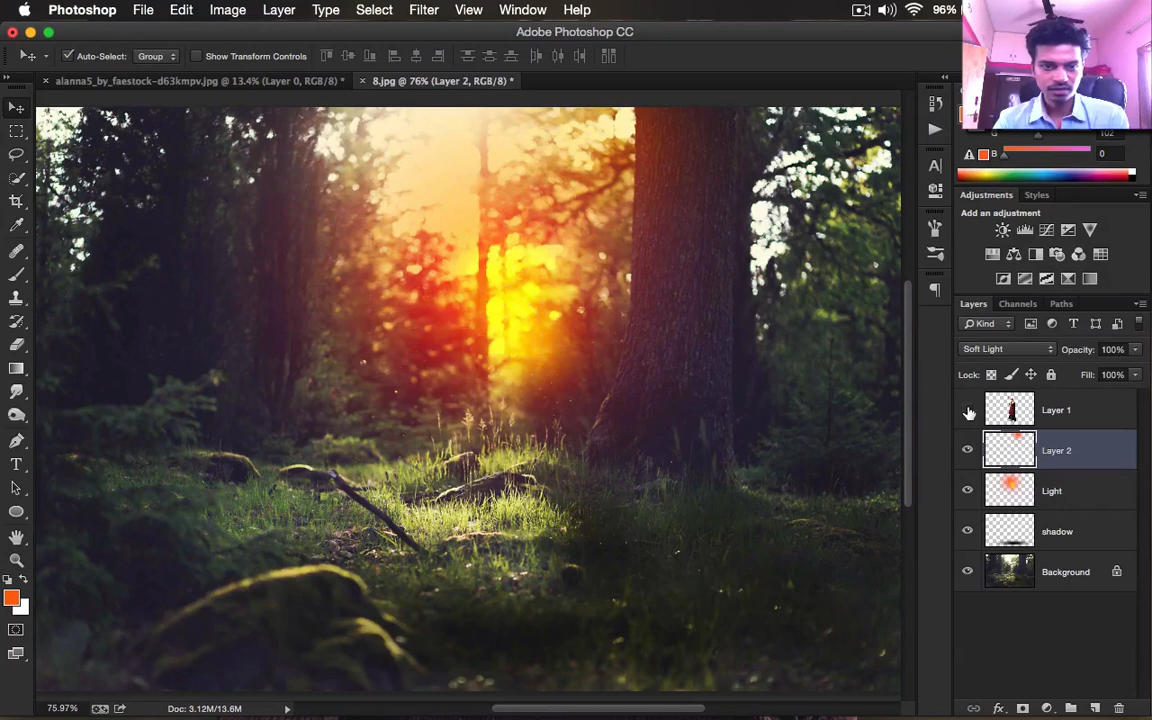 Photoshop File Edit Image Layer Type Select Filter View Window Help 96%
Adobe Photoshop CC
Auto-Select: Group Show Transform Controls
alanna5_by_faestock-d63kmpv.jpg @ 13.4% (Layer 0, RGB/8) * 8.jpg @ 76% (Layer 2, RGB/8) *
G 102
B 0
Adjustments Styles
Add an adjustment
Layers Channels Paths
Kind
Soft Light Opacity: 100%
Lock: Fill: 100%
Layer 1
Layer 2
Light
shadow
Background
75.97% Doc: 3.12M/13.6M